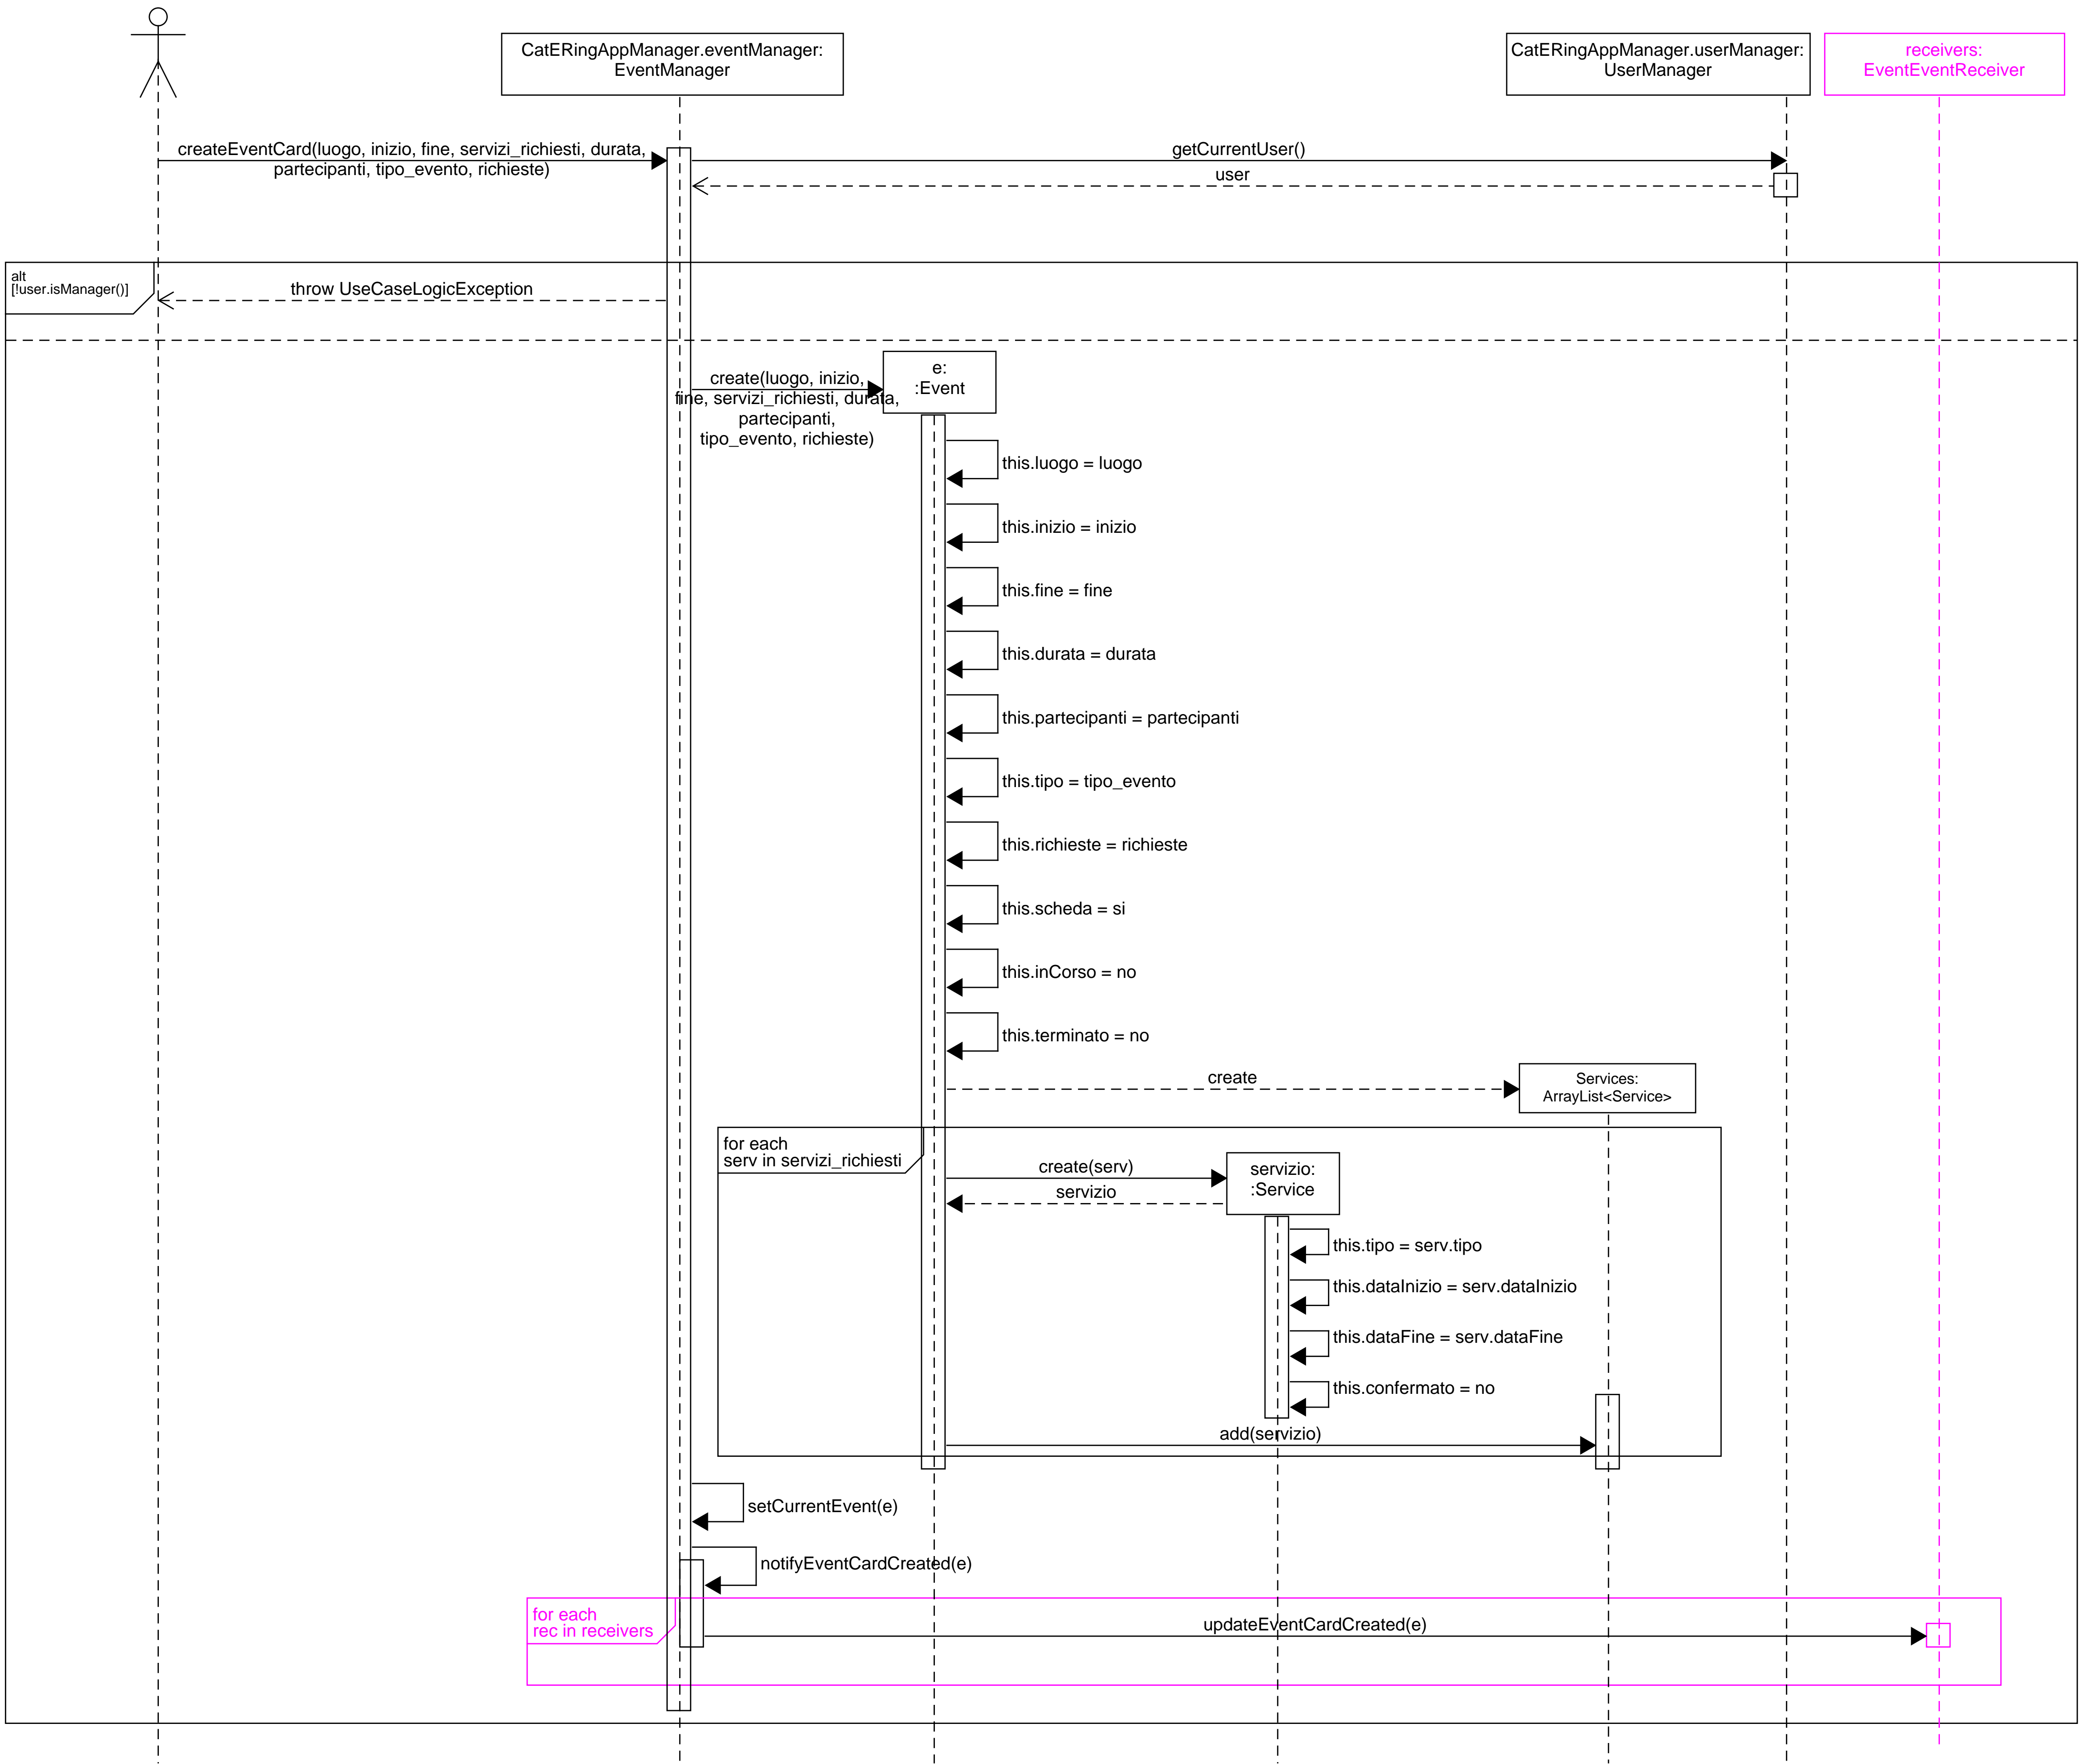 CatERingAppManager.eventManager:
EventManager
CatERingAppManager.userManager:
UserManager
receivers:
EventEventReceiver
createEventCard(luogo, inizio, fine, servizi_richiesti, durata,
partecipanti, tipo_evento, richieste)
getCurrentUser()
user
alt
[!user.isManager()]
throw UseCaseLogicException
e:
:Event
create(luogo, inizio,
fine, servizi_richiesti, durata,
partecipanti,
tipo_evento, richieste)
this.luogo = luogo
this.inizio = inizio
this.fine = fine
this.durata = durata
this.partecipanti = partecipanti
this.tipo = tipo_evento
this.richieste = richieste
this.scheda = si
this.inCorso = no
this.terminato = no
create
Services:
ArrayList<Service>
for each
serv in servizi_richiesti
create(serv)
servizio
servizio:
:Service
this.tipo = serv.tipo
this.dataInizio = serv.dataInizio
this.dataFine = serv.dataFine
this.confermato = no
add(servizio)
setCurrentEvent(e)
notifyEventCardCreated(e)
for each
rec in receivers
updateEventCardCreated(e)